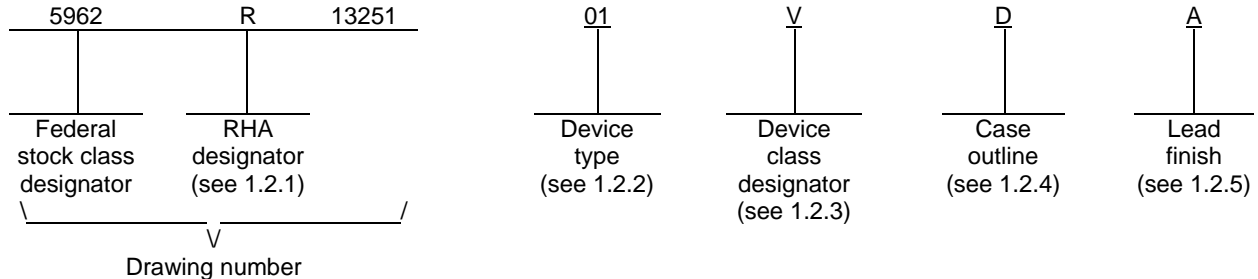 5962 R 13251 01 V D A
Federal stock class designator
RHA designator (see 1.2.1)
Device type (see 1.2.2)
Device class designator (see 1.2.3)
Case outline (see 1.2.4)
Lead finish (see 1.2.5)
Drawing number